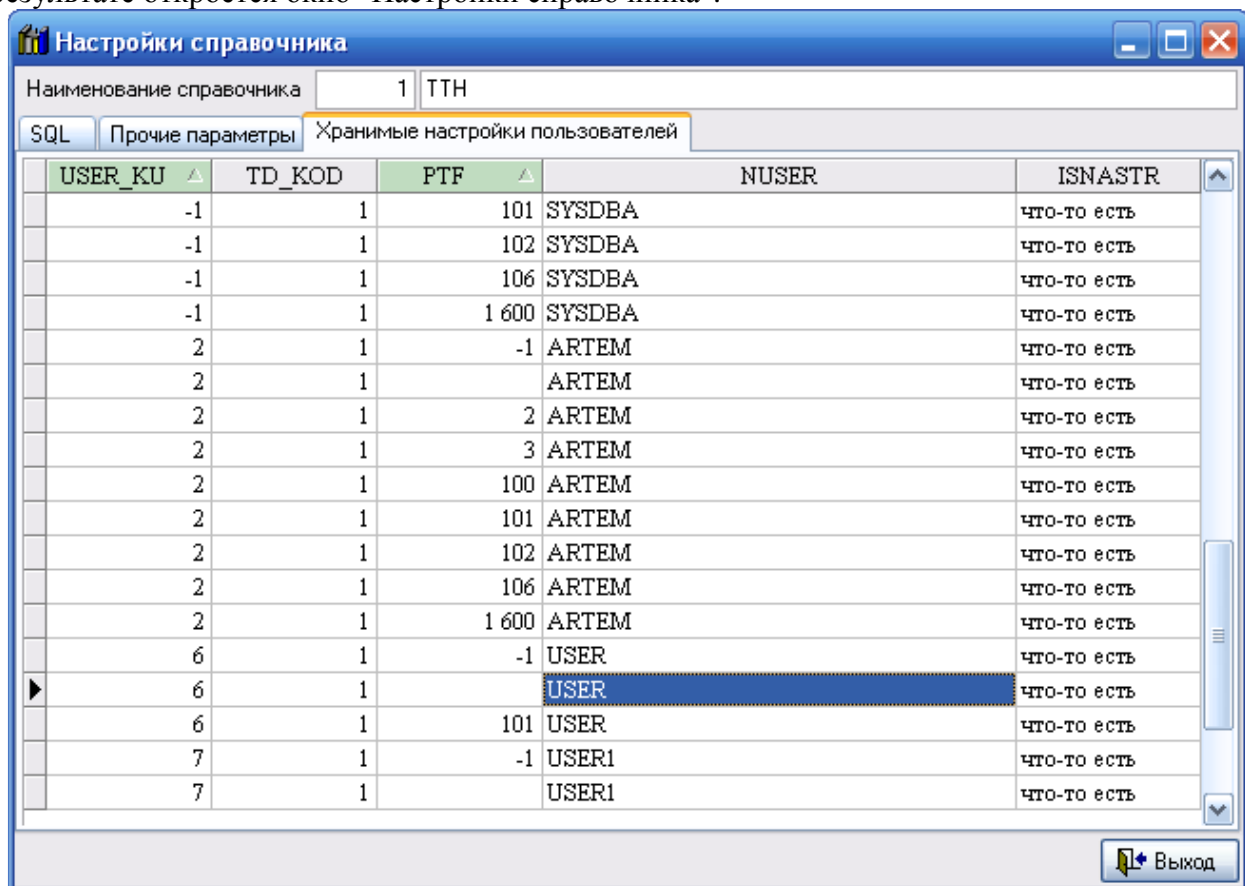 Настройки справочника
Наименование справочника 1 ТТН
SQL Прочие параметры Хранимые настройки пользователей
USER_KU TD_KOD PTF NUSER ISNASTR
-1 1 101 SYSDBA что-то есть
-1 1 102 SYSDBA что-то есть
-1 1 106 SYSDBA что-то есть
-1 1 1 600 SYSDBA что-то есть
2 1 -1 ARTEM что-то есть
2 1 ARTEM что-то есть
2 1 2 ARTEM что-то есть
2 1 3 ARTEM что-то есть
2 1 100 ARTEM что-то есть
2 1 101 ARTEM что-то есть
2 1 102 ARTEM что-то есть
2 1 106 ARTEM что-то есть
2 1 1 600 ARTEM что-то есть
6 1 -1 USER что-то есть
6 1 USER что-то есть
6 1 101 USER что-то есть
7 1 -1 USER1 что-то есть
7 1 USER1 что-то есть
Выход